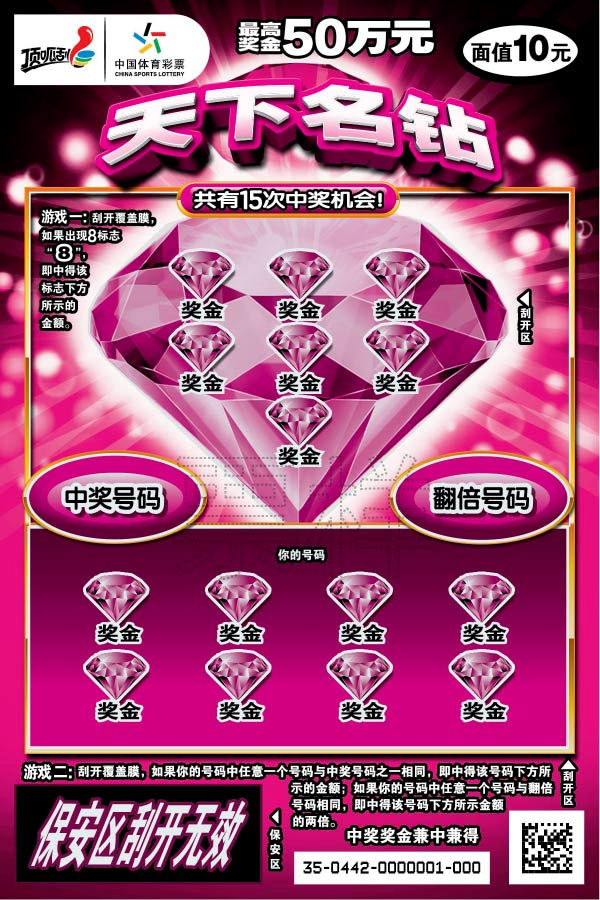 顶呱刮
中国体育彩票
CHINA SPORTS LOTTERY
最高奖金50万元
面值10元
天下名钻
共有15次中奖机会!
游戏一:刮开覆盖膜,
如果出现8标志
“8”,
即中得该
标志下方
所示的
金额。
刮开区
奖金 奖金 奖金
奖金 奖金 奖金
奖金
中奖号码
翻倍号码
样票
你的号码
奖金 奖金 奖金 奖金
奖金 奖金 奖金 奖金
游戏二:刮开覆盖膜,如果你的号码中任意一个号码与中奖号码之一相同,即中得该号码下方所
示的金额;如果你的号码中任意一个号码与翻倍
号码相同,即中得该号码下方所示金额
的两倍。
刮开区
保安区刮开无效
保安区
中奖奖金兼中兼得
35-0442-0000001-000